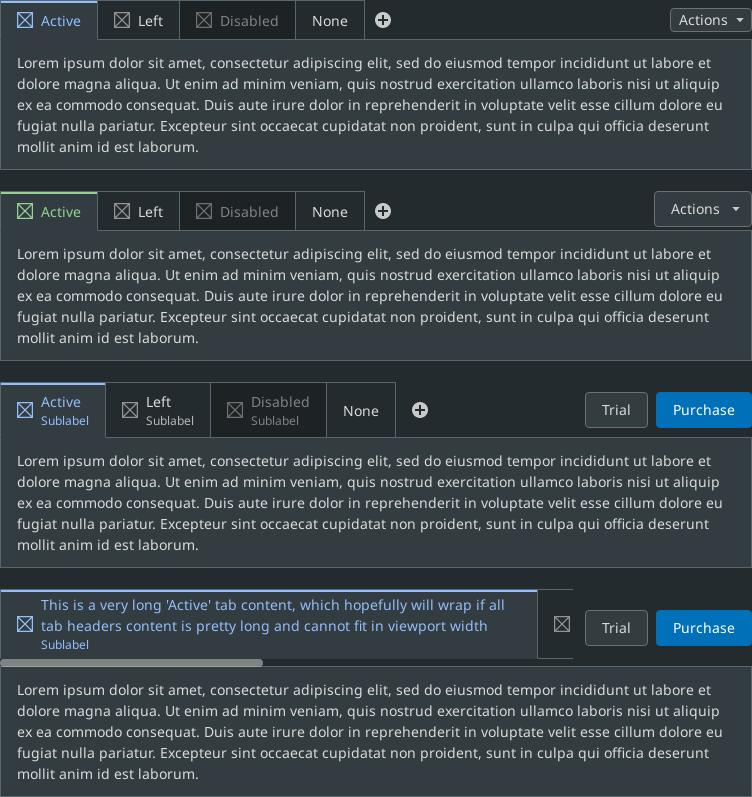 Active Left Disabled None Actions
Lorem ipsum dolor sit amet, consectetur adipiscing elit, sed do eiusmod tempor incididunt ut labore et
dolore magna aliqua. Ut enim ad minim veniam, quis nostrud exercitation ullamco laboris nisi ut aliquip
ex ea commodo consequat. Duis aute irure dolor in reprehenderit in voluptate velit esse cillum dolore eu
fugiat nulla pariatur. Excepteur sint occaecat cupidatat non proident, sunt in culpa qui officia deserunt
mollit anim id est laborum.
Active Left Disabled None Actions
Lorem ipsum dolor sit amet, consectetur adipiscing elit, sed do eiusmod tempor incididunt ut labore et
dolore magna aliqua. Ut enim ad minim veniam, quis nostrud exercitation ullamco laboris nisi ut aliquip
ex ea commodo consequat. Duis aute irure dolor in reprehenderit in voluptate velit esse cillum dolore eu
fugiat nulla pariatur. Excepteur sint occaecat cupidatat non proident, sunt in culpa qui officia deserunt
mollit anim id est laborum.
Active Left Disabled None Trial Purchase
Sublabel Sublabel Sublabel
Lorem ipsum dolor sit amet, consectetur adipiscing elit, sed do eiusmod tempor incididunt ut labore et
dolore magna aliqua. Ut enim ad minim veniam, quis nostrud exercitation ullamco laboris nisi ut aliquip
ex ea commodo consequat. Duis aute irure dolor in reprehenderit in voluptate velit esse cillum dolore eu
fugiat nulla pariatur. Excepteur sint occaecat cupidatat non proident, sunt in culpa qui officia deserunt
mollit anim id est laborum.
This is a very long 'Active' tab content, which hopefully will wrap if all
tab headers content is pretty long and cannot fit in viewport width Trial Purchase
Sublabel
Lorem ipsum dolor sit amet, consectetur adipiscing elit, sed do eiusmod tempor incididunt ut labore et
dolore magna aliqua. Ut enim ad minim veniam, quis nostrud exercitation ullamco laboris nisi ut aliquip
ex ea commodo consequat. Duis aute irure dolor in reprehenderit in voluptate velit esse cillum dolore eu
fugiat nulla pariatur. Excepteur sint occaecat cupidatat non proident, sunt in culpa qui officia deserunt
mollit anim id est laborum.